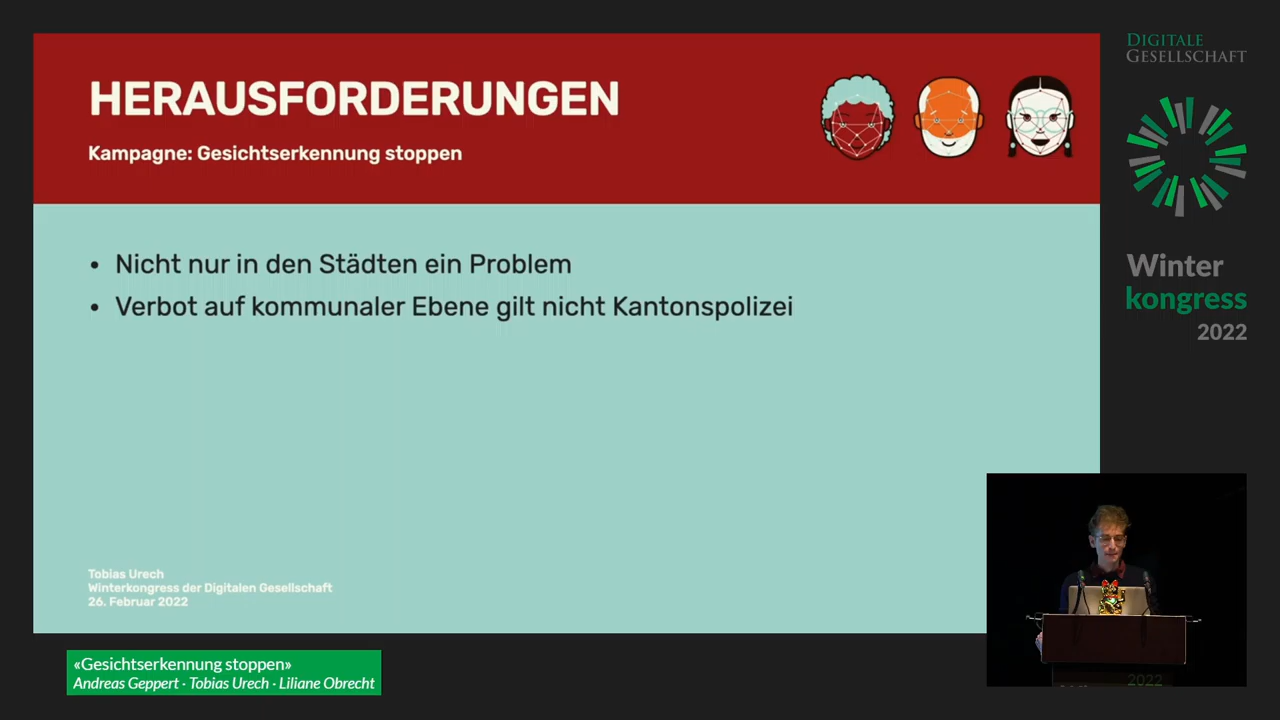 HERAUSFORDERUNGEN
Kampagne: Gesichtserkennung stoppen
• Nicht nur in den Städten ein Problem
• Verbot auf kommunaler Ebene gilt nicht Kantonspolizei
Tobias Urech
Winterkongress der Digitalen Gesellschaft
26. Februar 2022
DIGITALE
GESELLSCHAFT
Winter
kongress
2022
2022
«Gesichtserkennung stoppen»
Andreas Geppert · Tobias Urech · Liliane Obrecht